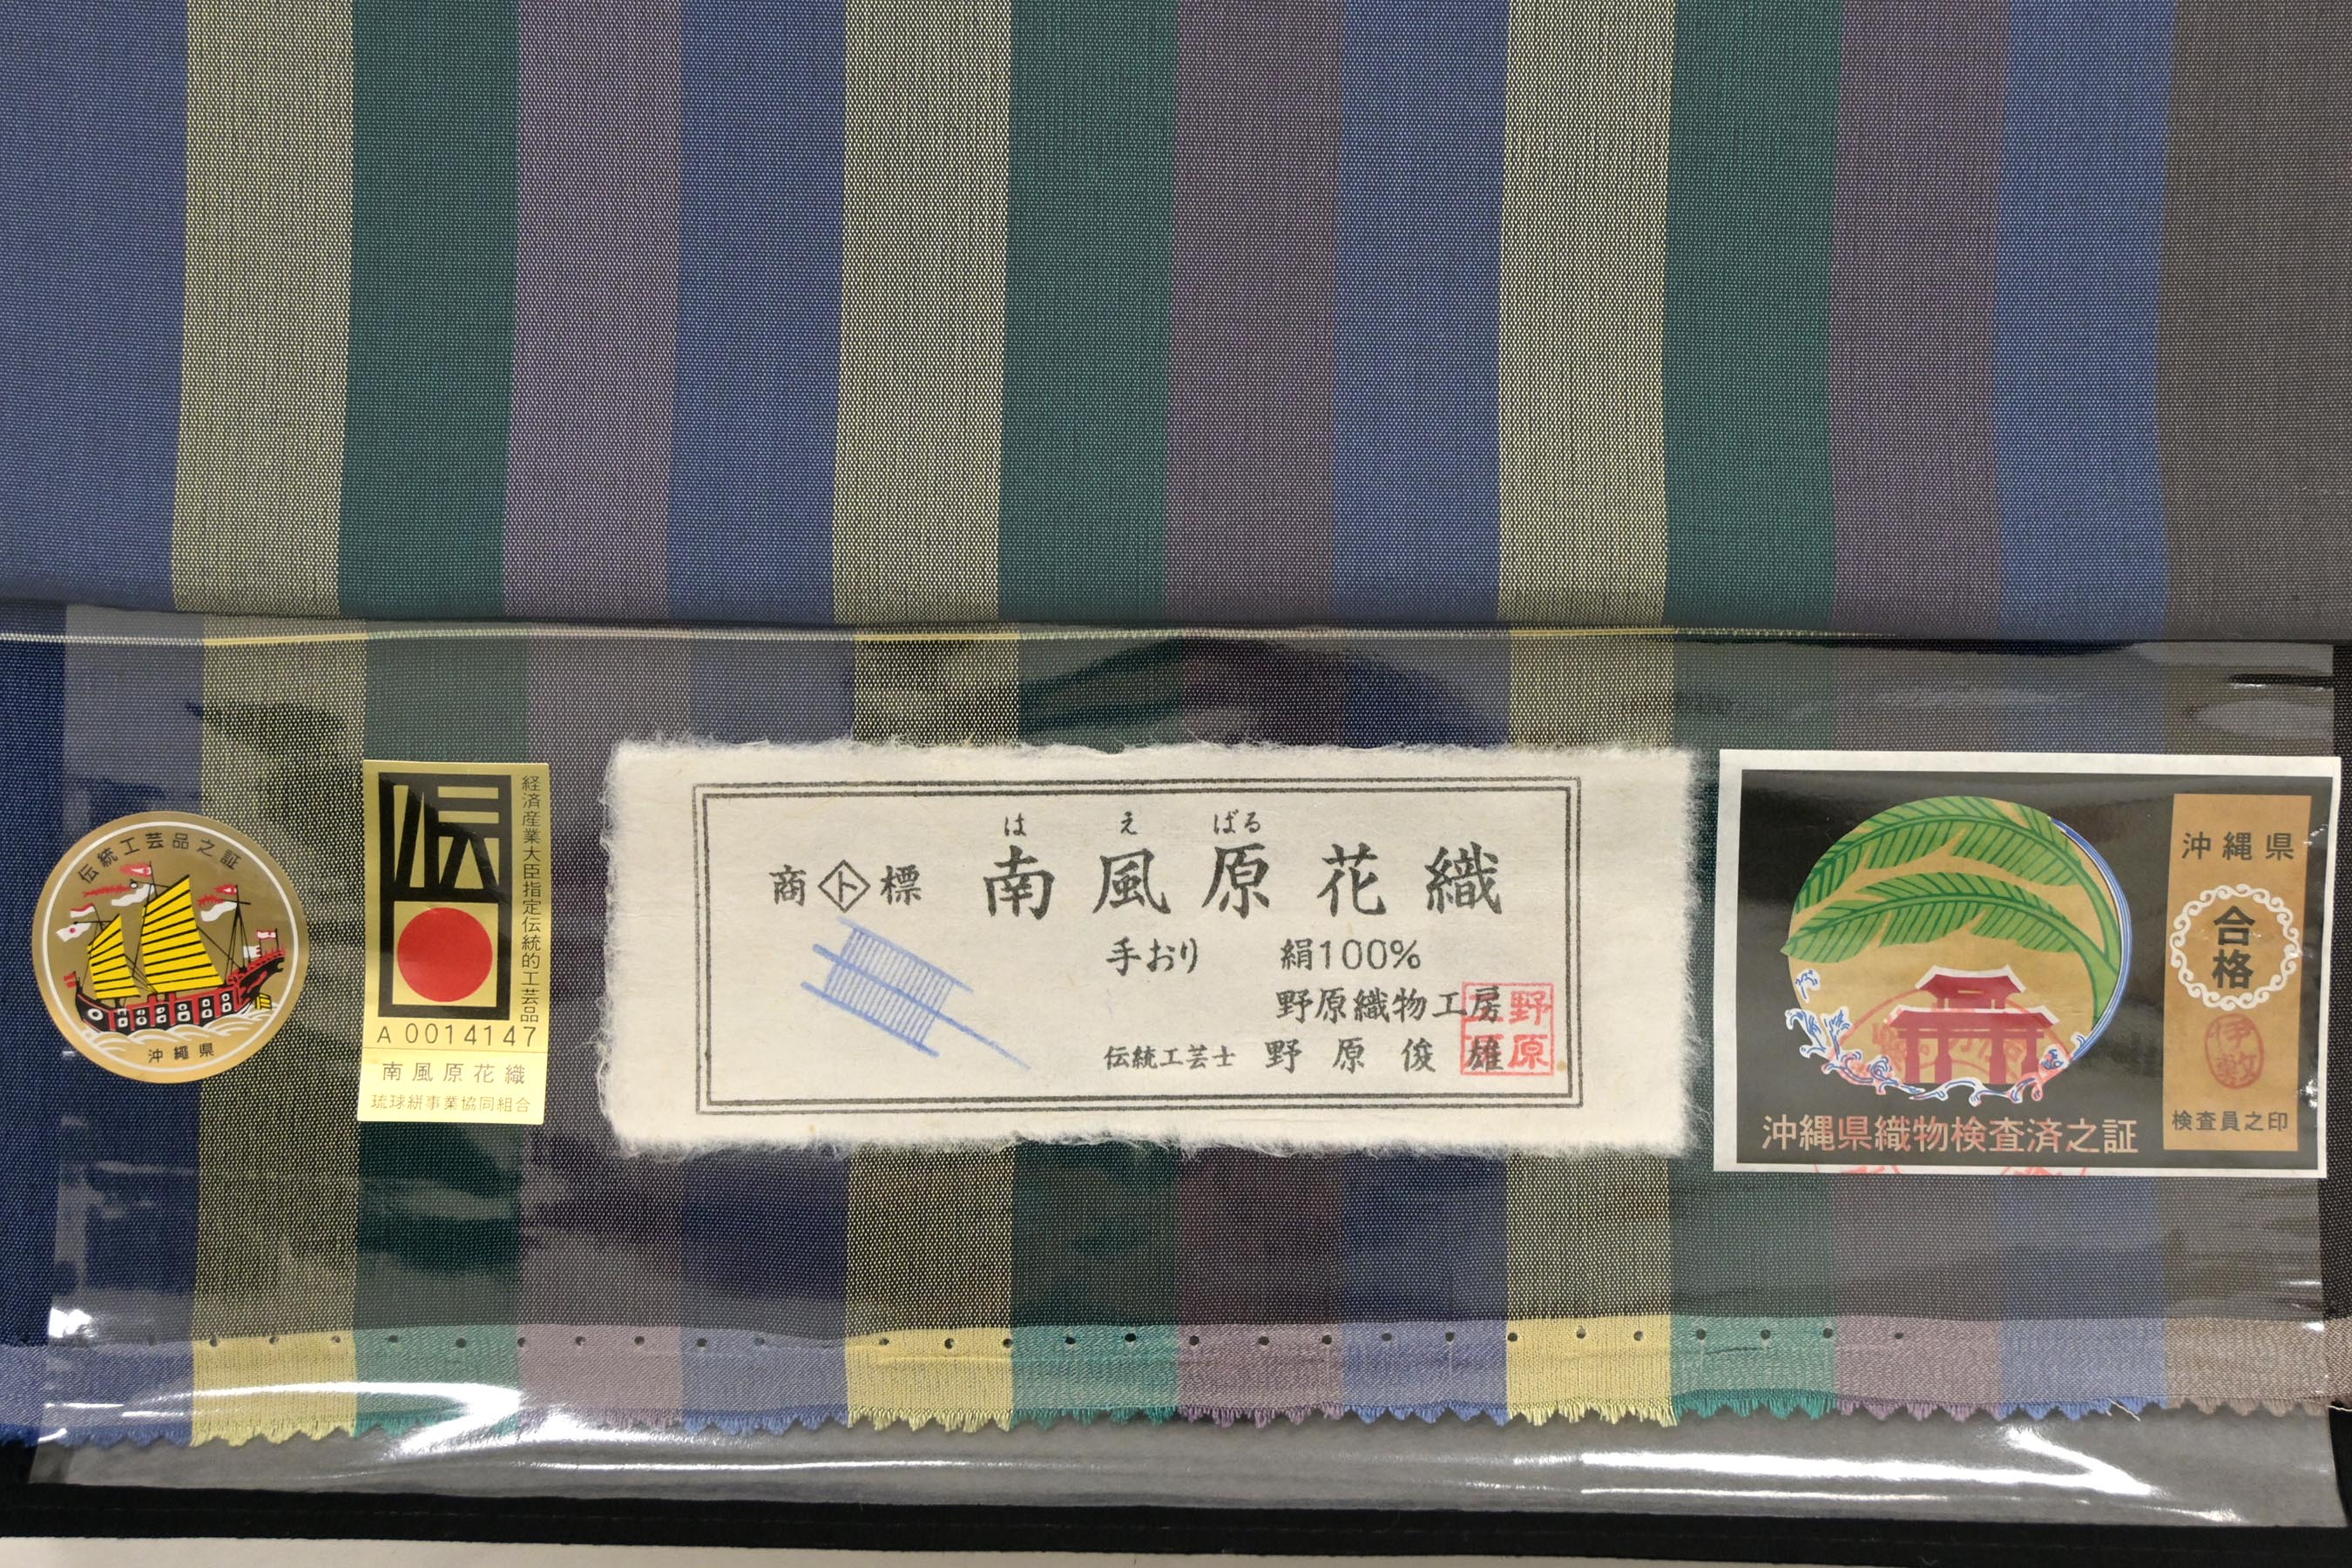 伝統工芸品之証
沖縄県
伝
経済産業大臣指定伝統的工芸品
A 0014147
南風原花織
琉球絣事業協同組合
は え ばる
商 ト 標 南風原花織
手おり 絹100%
野原織物工房
伝統工芸士 野原俊雄
野原
沖縄県織物検査済之証
沖縄県
合格
検査員之印